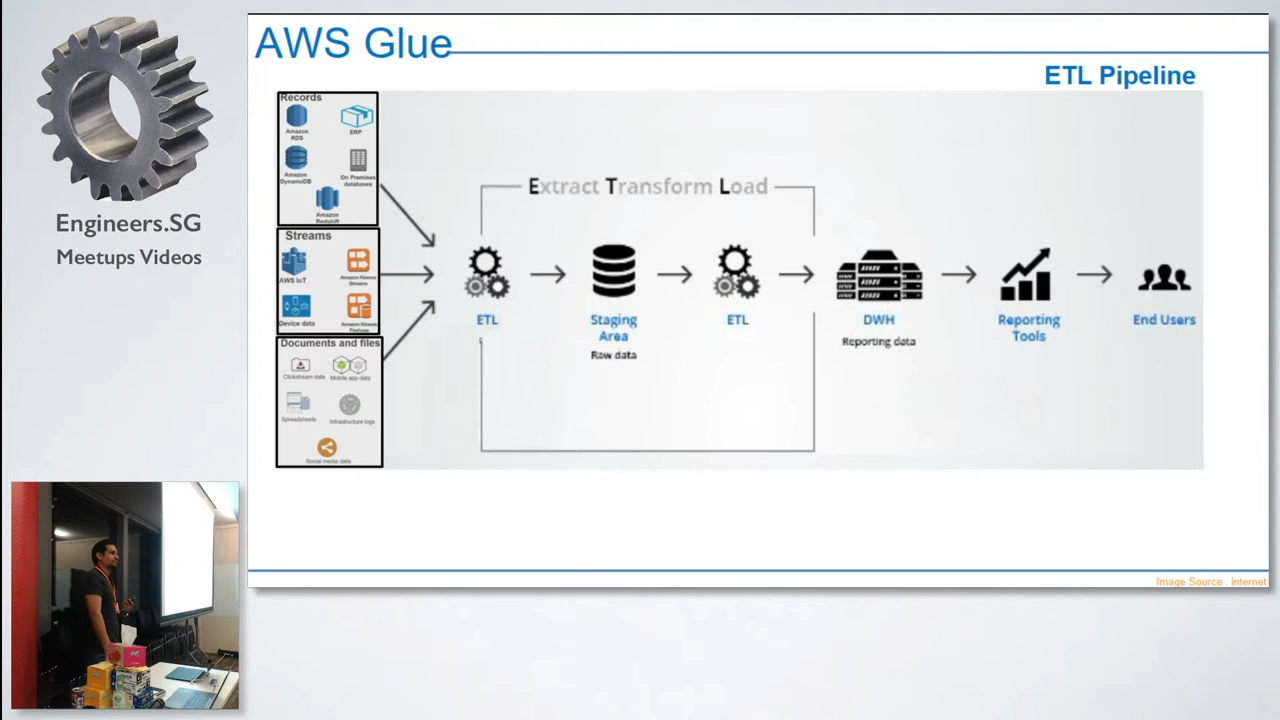 Engineers.SG
Meetups Videos
AWS Glue
ETL Pipeline
Records
Amazon
RDS
ERP
Amazon
DynamoDB
On Premises
databases
Amazon
Redshift
Streams
AWS IoT
Amazon Kinesis
Streams
Device data
Amazon Kinesis
Firehose
Documents and files
Clickstream data
Mobile app data
Spreadsheets
Infrastructure logs
Social media data
Extract Transform Load
ETL
Staging
Area
Raw data
ETL
DWH
Reporting data
Reporting
Tools
End Users
Image Source : Internet